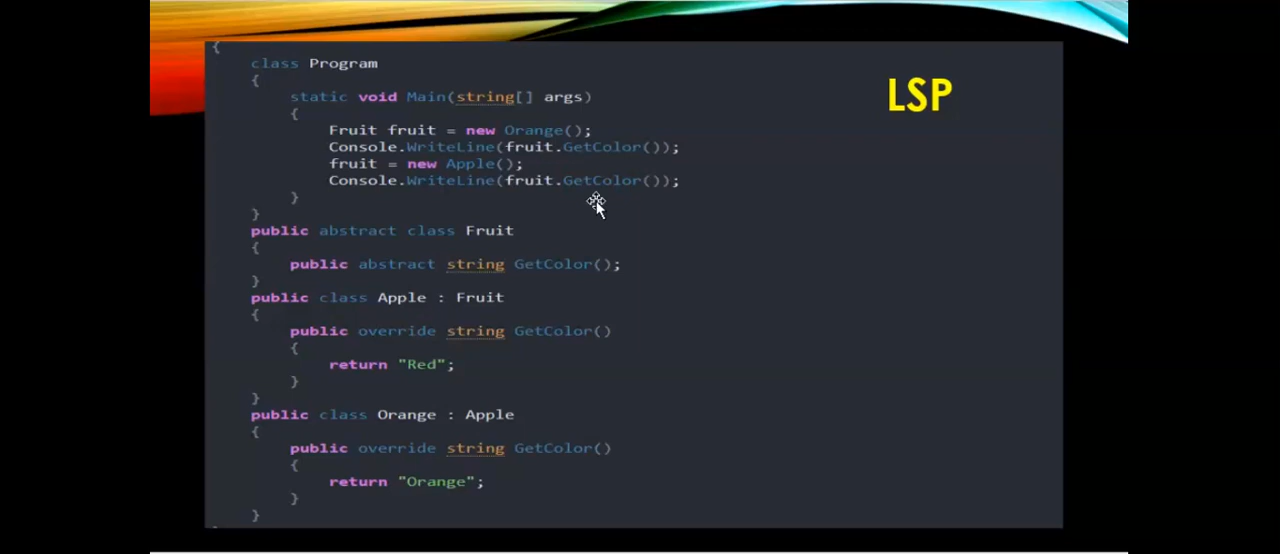 LSP
{
class Program
{
static void Main(string[] args)
{
Fruit fruit = new Orange();
Console.WriteLine(fruit.GetColor());
fruit = new Apple();
Console.WriteLine(fruit.GetColor());
}
}
public abstract class Fruit
{
public abstract string GetColor();
}
public class Apple : Fruit
{
public override string GetColor()
{
return "Red";
}
}
public class Orange : Apple
{
public override string GetColor()
{
return "Orange";
}
}